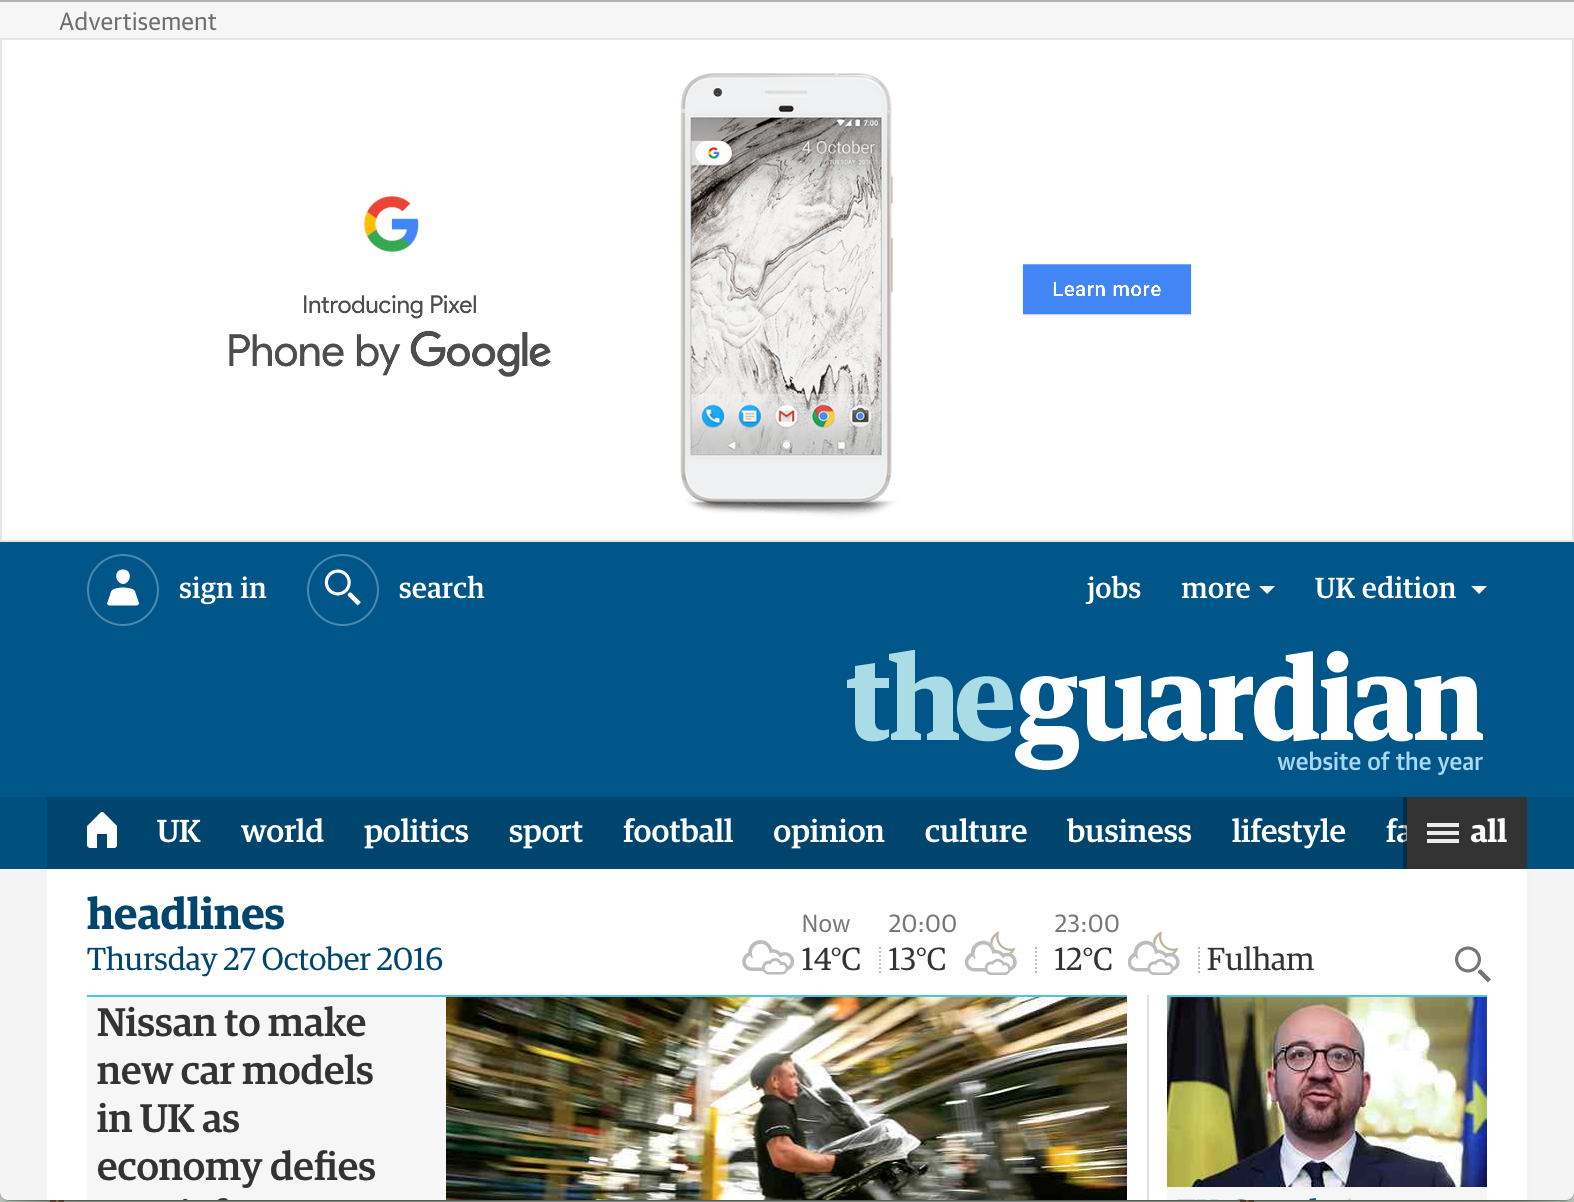 Advertisement
7:00
4 October
Introducing Pixel
Phone by Google
Learn more
sign in search jobs more UK edition
theguardian
website of the year
UK world politics sport football opinion culture business lifestyle fa all
headlines
Thursday 27 October 2016
Now 20:00 23:00
14°C 13°C 12°C Fulham
Nissan to make
new car models
in UK as
economy defies